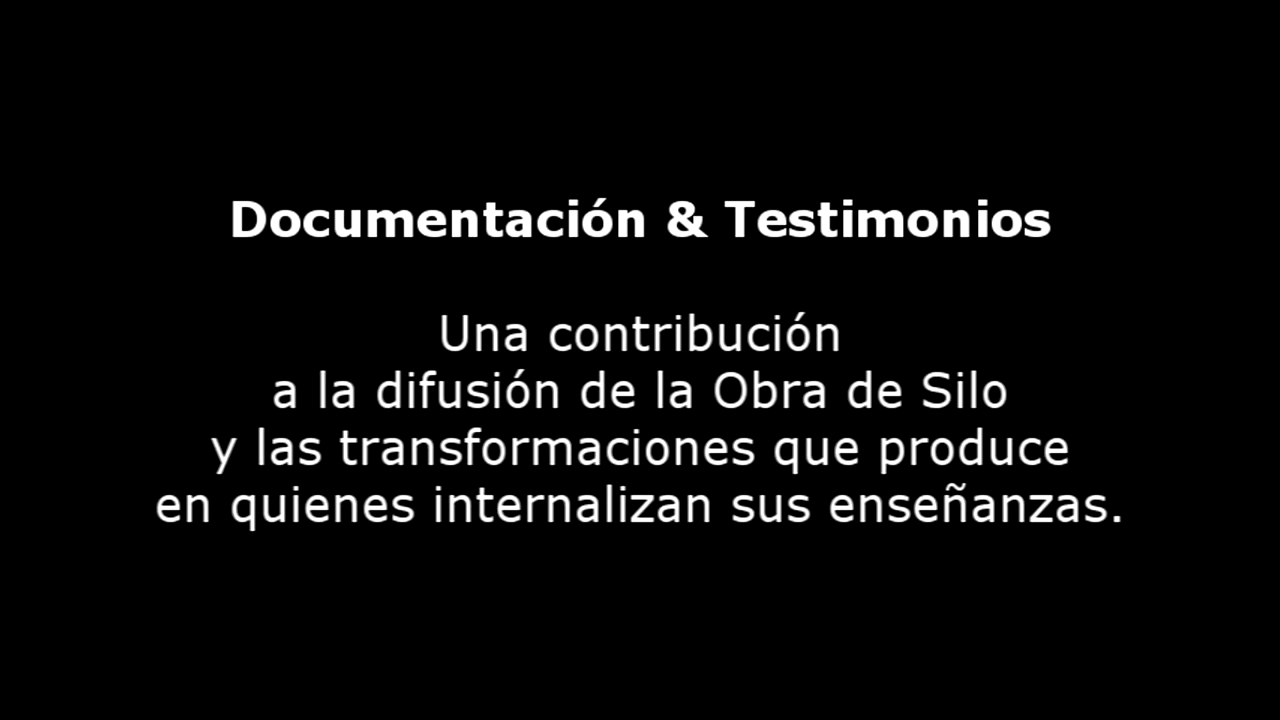 Documentación & Testimonios
Una contribución
a la difusión de la Obra de Silo
y las transformaciones que produce
en quienes internalizan sus enseñanzas.